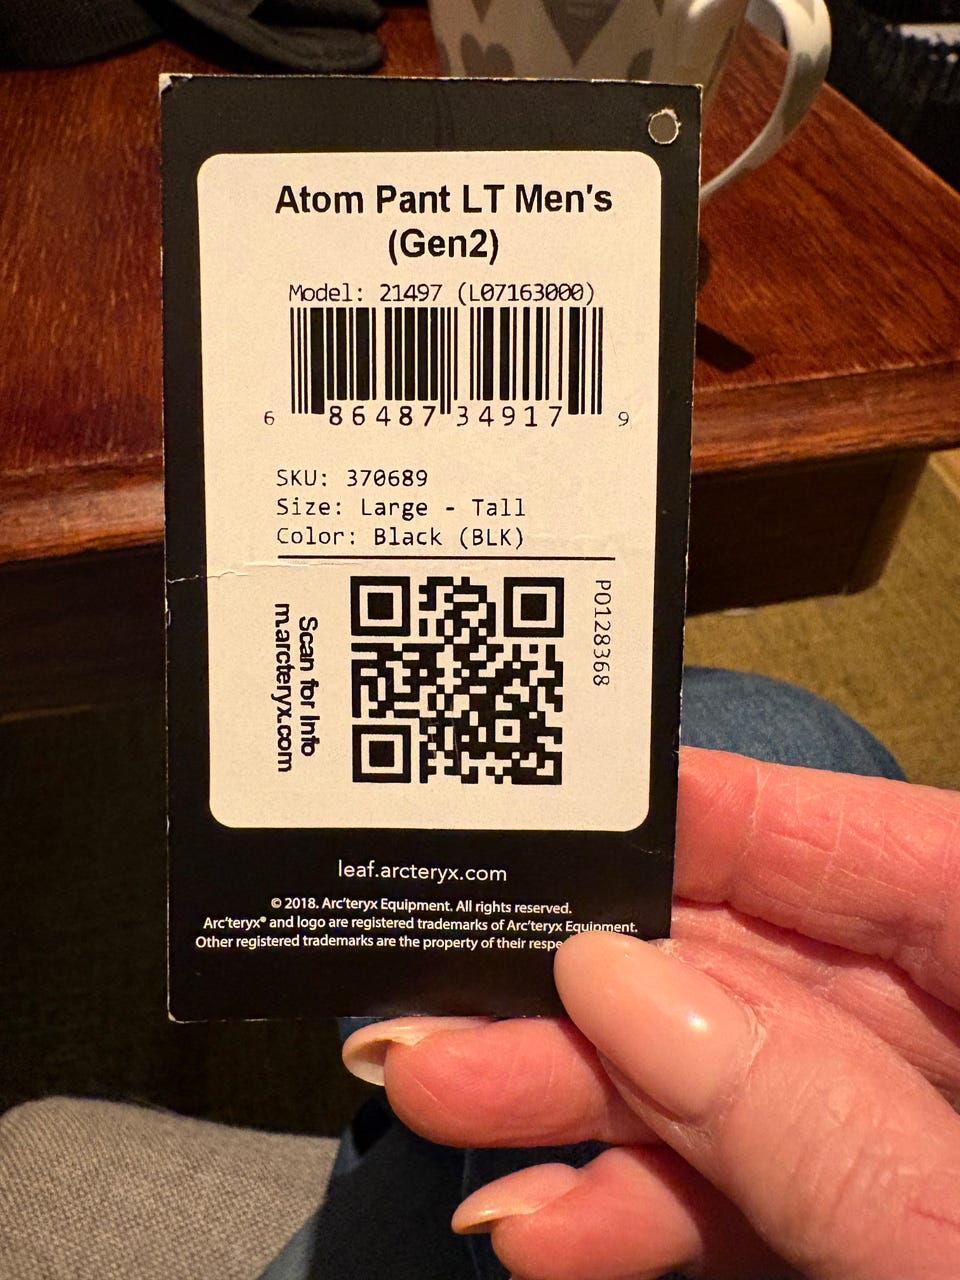 Atom Pant LT Men's
(Gen2)
Model: 21497 (L07163000)
6 86487 34917 9
SKU: 370689
Size: Large - Tall
Color: Black (BLK)
Scan for Info
m.arcteryx.com
PO128368
leaf.arcteryx.com
© 2018. Arc'teryx Equipment. All rights reserved.
Arc'teryx® and logo are registered trademarks of Arc'teryx Equipment.
Other registered trademarks are the property of their